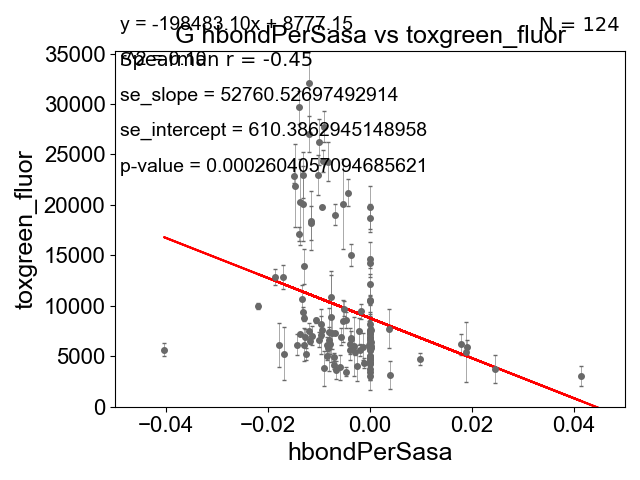 y = -198483.10x + 8777.15
N = 124
G hbondPerSasa vs toxgreen_fluor
Spearman r = -0.45
se_slope = 52760.52697492914
se_intercept = 610.3862945148958
p-value = 0.0002604057094685621
35000
30000
25000
20000
15000
10000
5000
0
toxgreen_fluor
−0.04
−0.02
0.00
0.02
0.04
hbondPerSasa